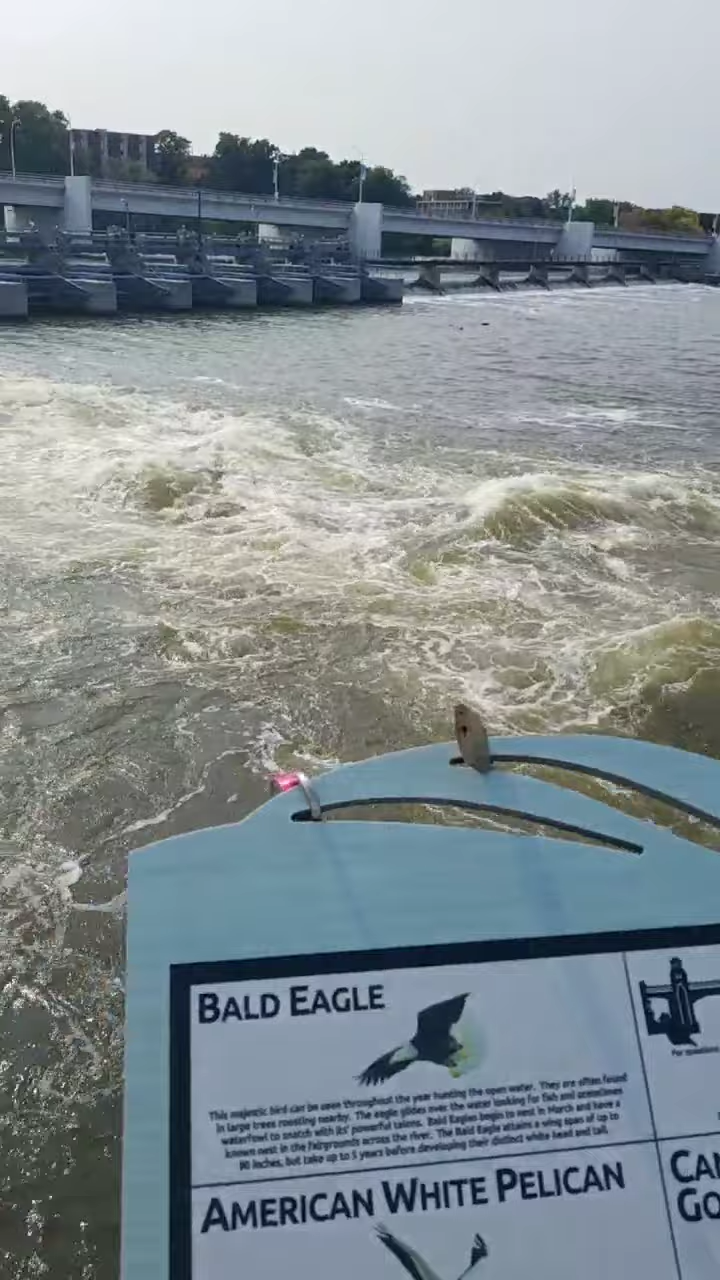 BALD EAGLE
This majestic bird can be seen throughout the year hunting the open water. They are often found
in large trees roosting nearby. The eagle glides over the water looking for fish and sometimes
waterfowl to snatch with its' powerful talons. Bald Eagles begin to nest in March and have a
known nest in the fairgrounds across the river. The Bald Eagle attains a wing span of up to
90 inches, but take up to 5 years before developing their distinct white head and tail.
For questions
AMERICAN WHITE PELICAN
CAN
GO